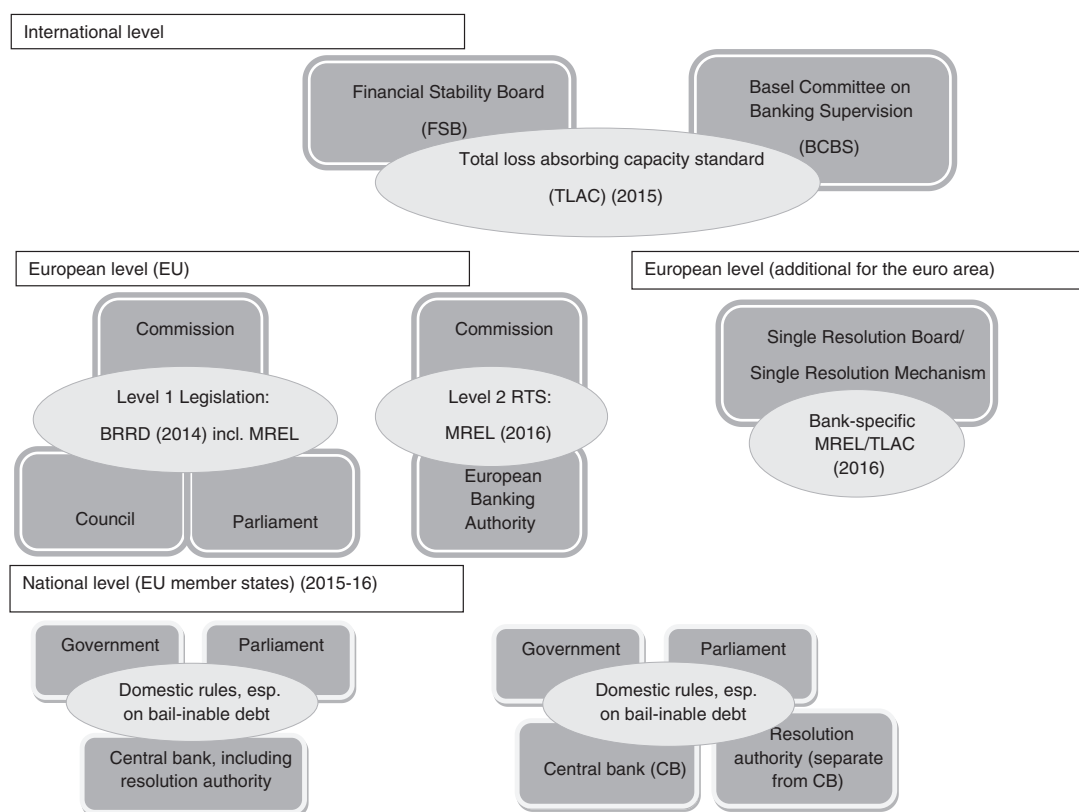 International level
Financial Stability Board
(FSB)
Basel Committee on
Banking Supervision
(BCBS)
Total loss absorbing capacity standard
(TLAC) (2015)
European level (EU)
European level (additional for the euro area)
Commission
Level 1 Legislation:
BRRD (2014) incl. MREL
Council
Parliament
Commission
Level 2 RTS:
MREL (2016)
European
Banking
Authority
Single Resolution Board/
Single Resolution Mechanism
Bank-specific
MREL/TLAC
(2016)
National level (EU member states) (2015-16)
Government
Parliament
Domestic rules, esp.
on bail-inable debt
Central bank, including
resolution authority
Government
Parliament
Domestic rules, esp.
on bail-inable debt
Central bank (CB)
Resolution
authority (separate
from CB)